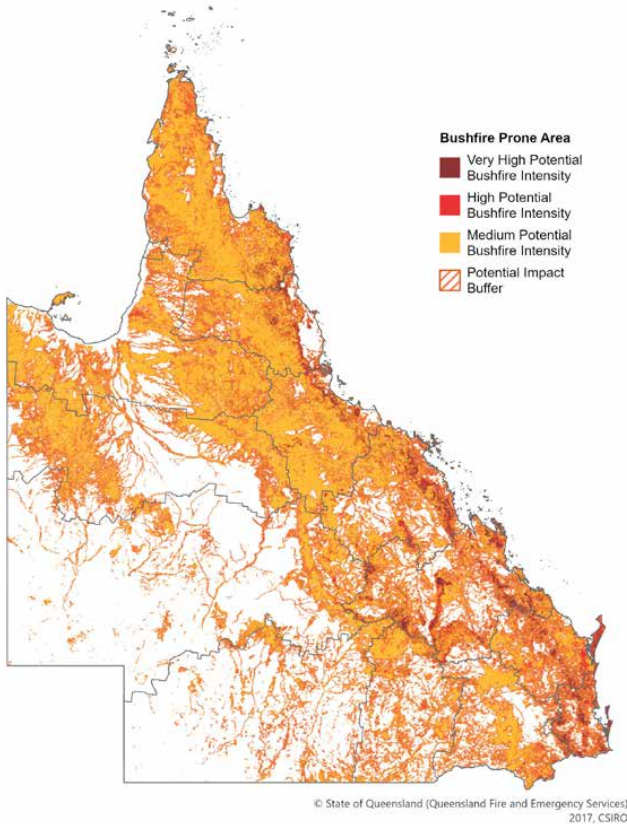 Bushfire Prone Area
Very High Potential
Bushfire Intensity
High Potential
Bushfire Intensity
Medium Potential
Bushfire Intensity
Potential Impact
Buffer
© State of Queensland (Queensland Fire and Emergency Services)
2017, CSIRO